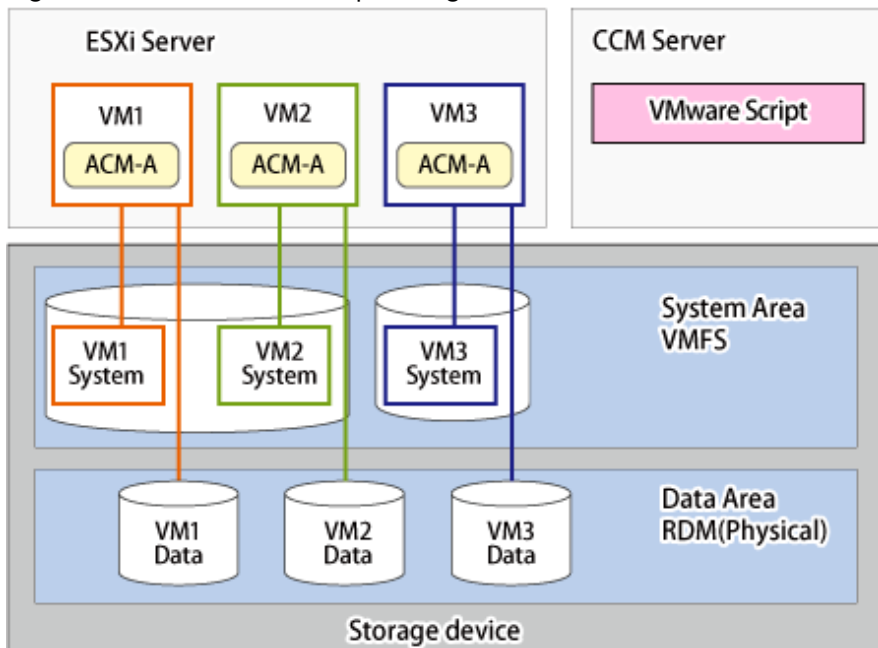 ESXi Server
CCM Server
VM1
VM2
VM3
VMware Script
ACM-A
ACM-A
ACM-A
System Area
VMFS
VM1
System
VM2
System
VM3
System
Data Area
RDM(Physical)
VM1
Data
VM2
Data
VM3
Data
Storage device